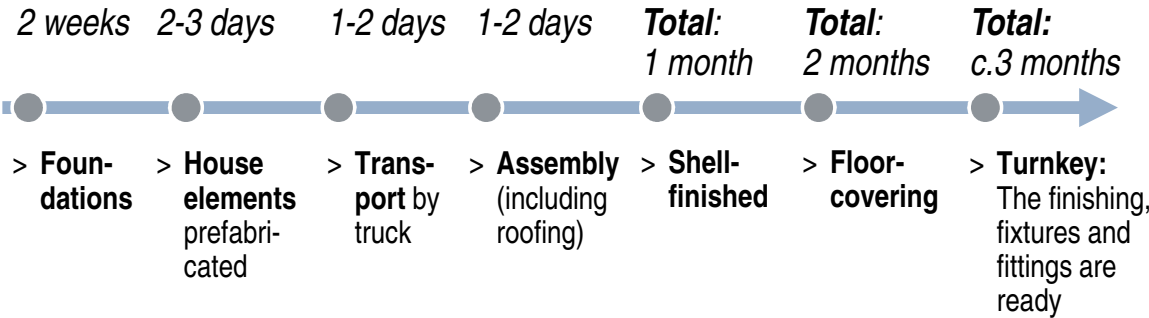 2 weeks
2-3 days
1-2 days
1-2 days
Total:
1 month
Total:
2 months
Total:
c.3 months
> Foun-
dations
> House
elements
prefabri-
cated
> Trans-
port by
truck
> Assembly
(including
roofing)
> Shell-
finished
> Floor-
covering
> Turnkey:
The finishing,
fixtures and
fittings are
ready